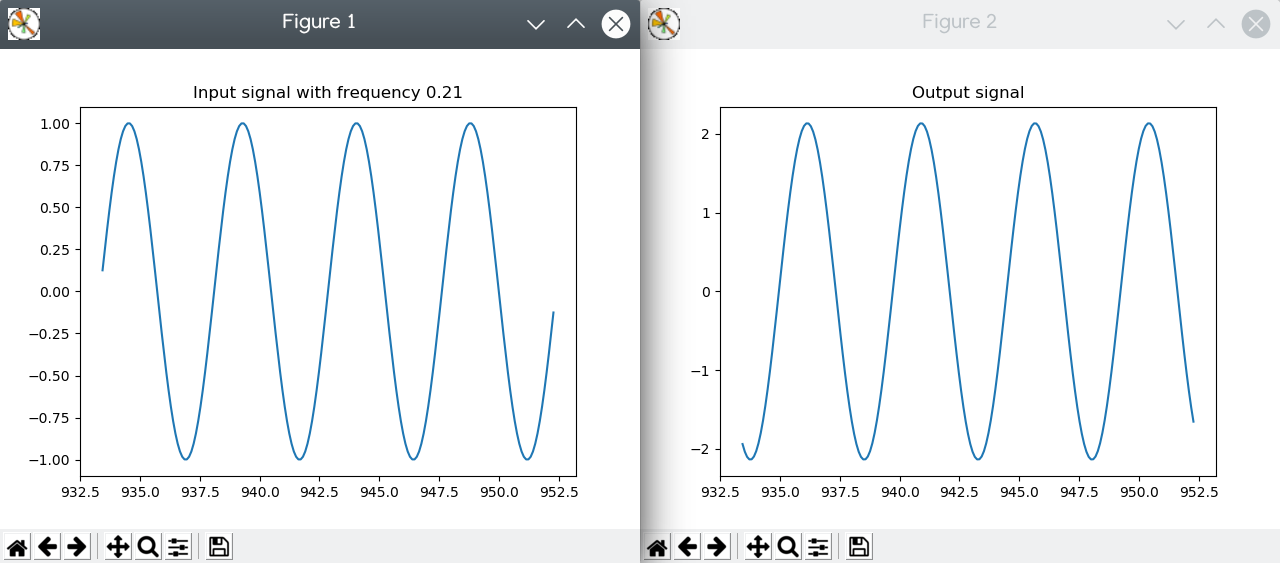 Figure 1
Input signal with frequency 0.21
1.00
0.75
0.50
0.25
0.00
−0.25
−0.50
−0.75
−1.00
932.5 935.0 937.5 940.0 942.5 945.0 947.5 950.0 952.5
Figure 2
Output signal
2
1
0
−1
−2
932.5 935.0 937.5 940.0 942.5 945.0 947.5 950.0 952.5